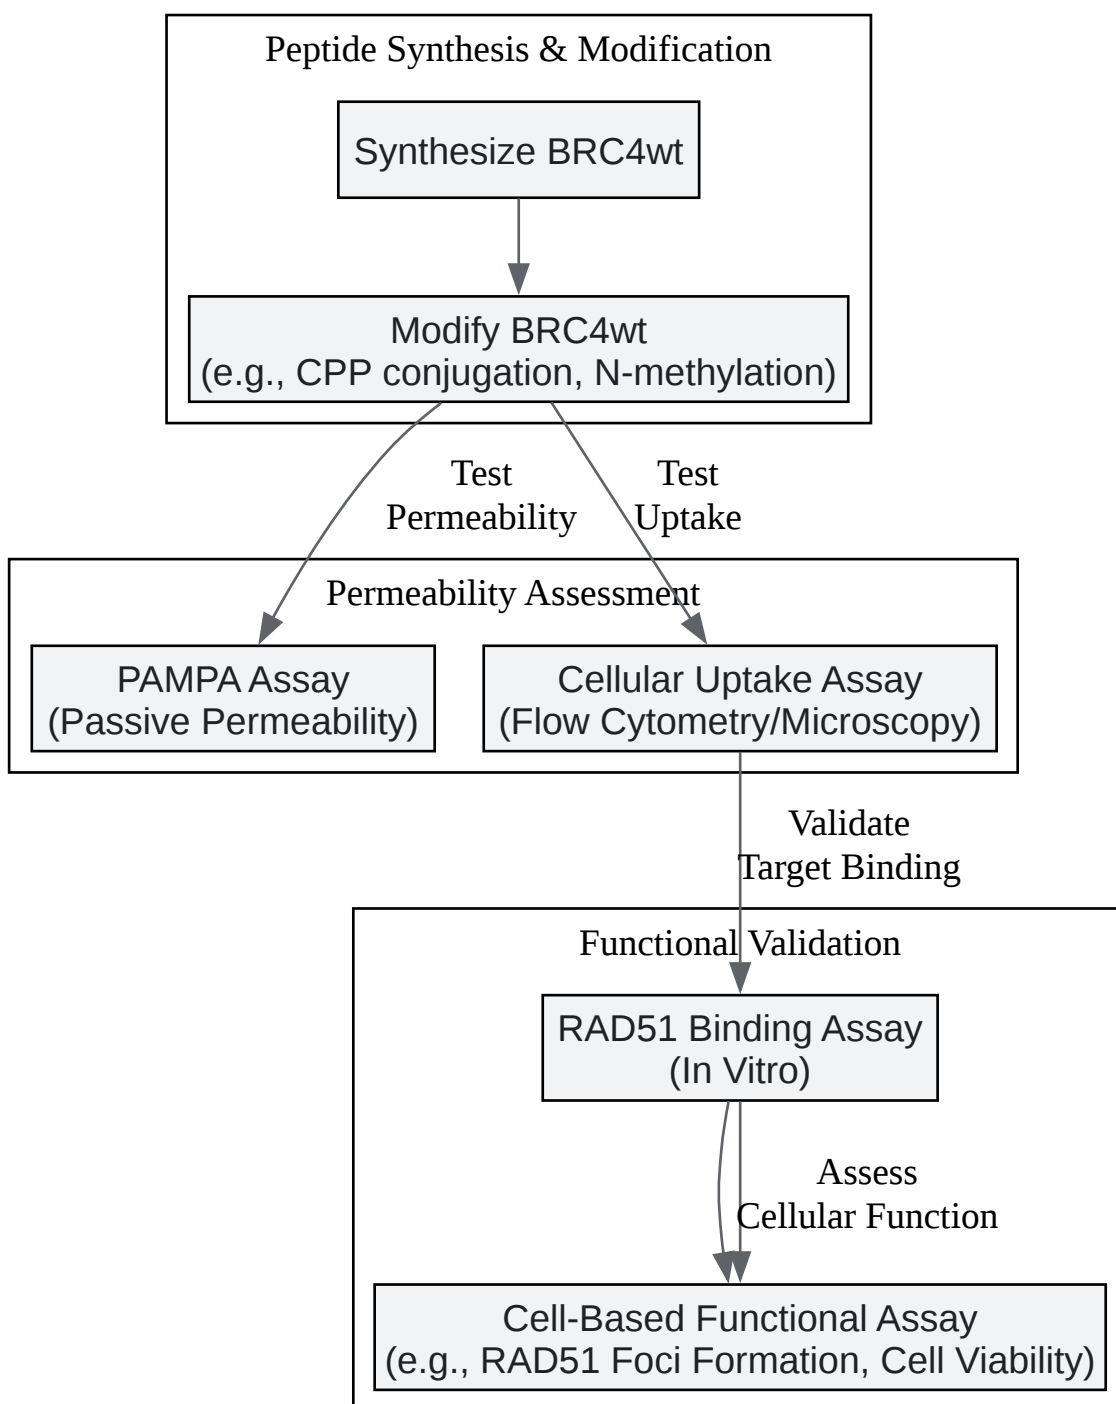 Peptide Synthesis & Modification
Synthesize BRC4wt
Modify BRC4wt
(e.g., CPP conjugation, N-methylation)
Test
Permeability
Test
Uptake
Permeability Assessment
PAMPA Assay
(Passive Permeability)
Cellular Uptake Assay
(Flow Cytometry/Microscopy)
Validate
Target Binding
Functional Validation
RAD51 Binding Assay
(In Vitro)
Assess
Cellular Function
Cell-Based Functional Assay
(e.g., RAD51 Foci Formation, Cell Viability)